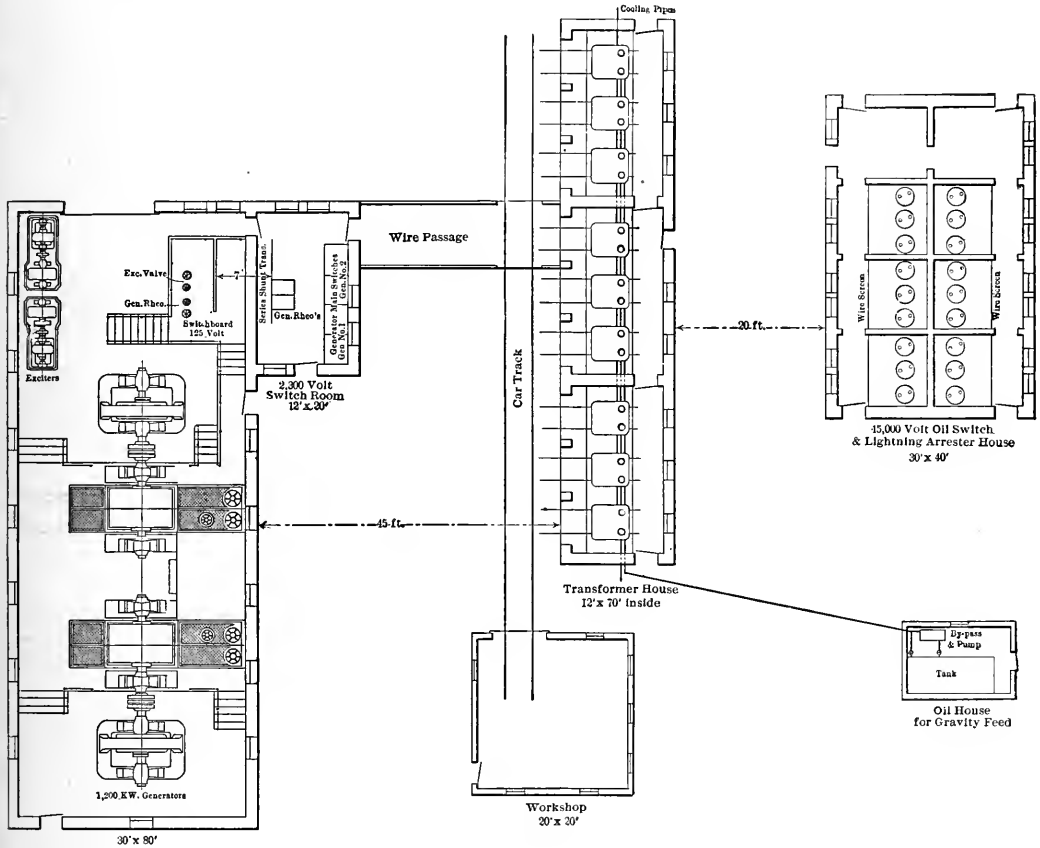 Cooling Pipes
Wire Passage
Exc. Valve
7'
Gen. Rheo.
Switchboard
125 Volt
Series Shunt Trans.
Gen. Rheo's
Generator Main Switches
Gen. No. 1 Gen. No. 2
Exciters
2,300 Volt
Switch Room
12' x 20'
Car Track
20 ft.
Wire Screen
Wire Screen
45,000 Volt Oil Switch
& Lightning Arrester House
30' x 40'
45 ft.
Transformer House
12' x 70' inside
By-pass
& Pump
Tank
Oil House
for Gravity Feed
1,200 KW. Generators
30' x 80'
Workshop
20' x 20'